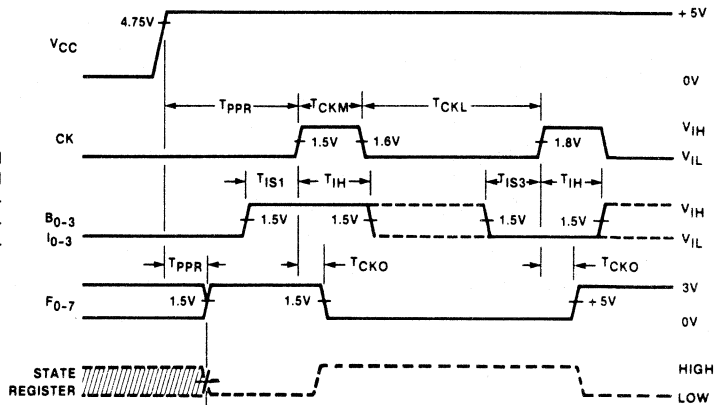 4.75V
+ 5V
VCC
0V
TPPR
TCKM
TCKL
CK
1.5V
1.6V
1.8V
VIH
VIL
TIS1
TIH
TIS3
TIH
B0-3
I0-3
1.5V
1.5V
1.5V
1.5V
VIH
VIL
TPPR
TCKO
TCKO
F0-7
1.5V
1.5V
+ 5V
3V
0V
STATE
REGISTER
HIGH
LOW